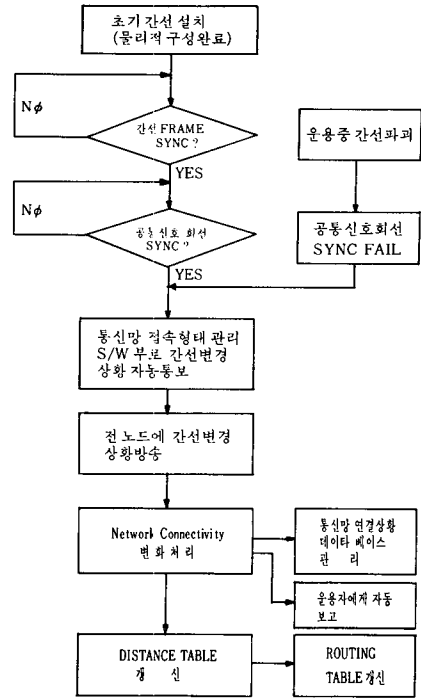 초기 간선 설치
(물리적 구성완료)
Nφ
간선 FRAME
SYNC?
YES
운용중 간선파괴
Nφ
공통신호 회선
SYNC?
YES
공통신호회선
SYNC FAIL
통신망 접속형태 관리
S/W 부로 간선변경
상황 자동통보
전 노드에 간선변경
상황방송
Network Connectivity
변화처리
통신망 연결상황
데이타 베이스
관 리
운용자에게 자동
보고
DISTANCE TABLE
갱 신
ROUTING
TABLE 갱신